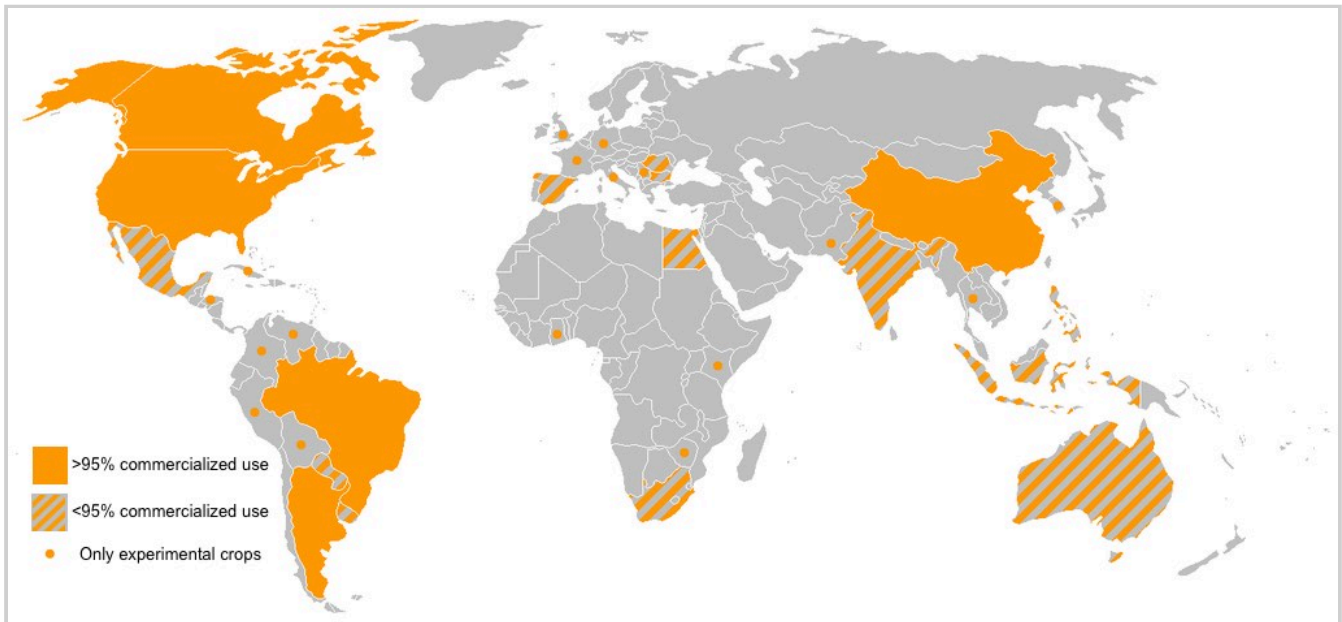 >95% commercialized use
<95% commercialized use
Only experimental crops